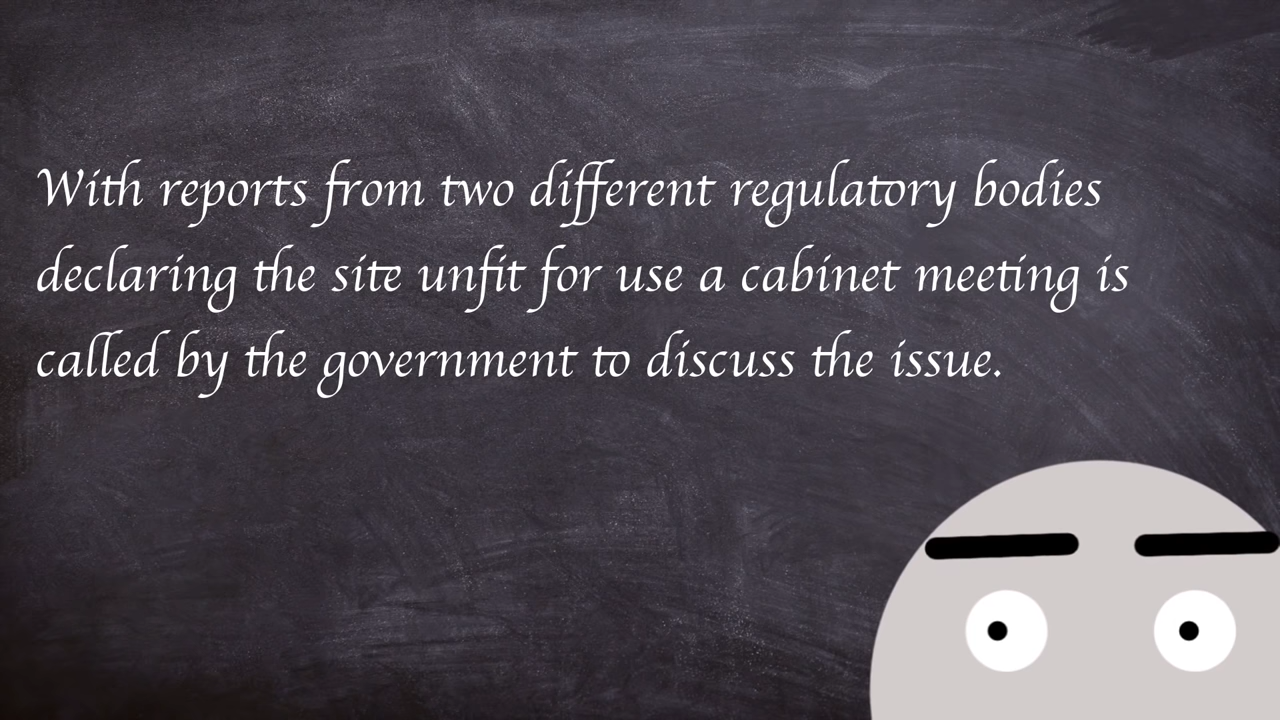 With reports from two different regulatory bodies
declaring the site unfit for use a cabinet meeting is
called by the government to discuss the issue.